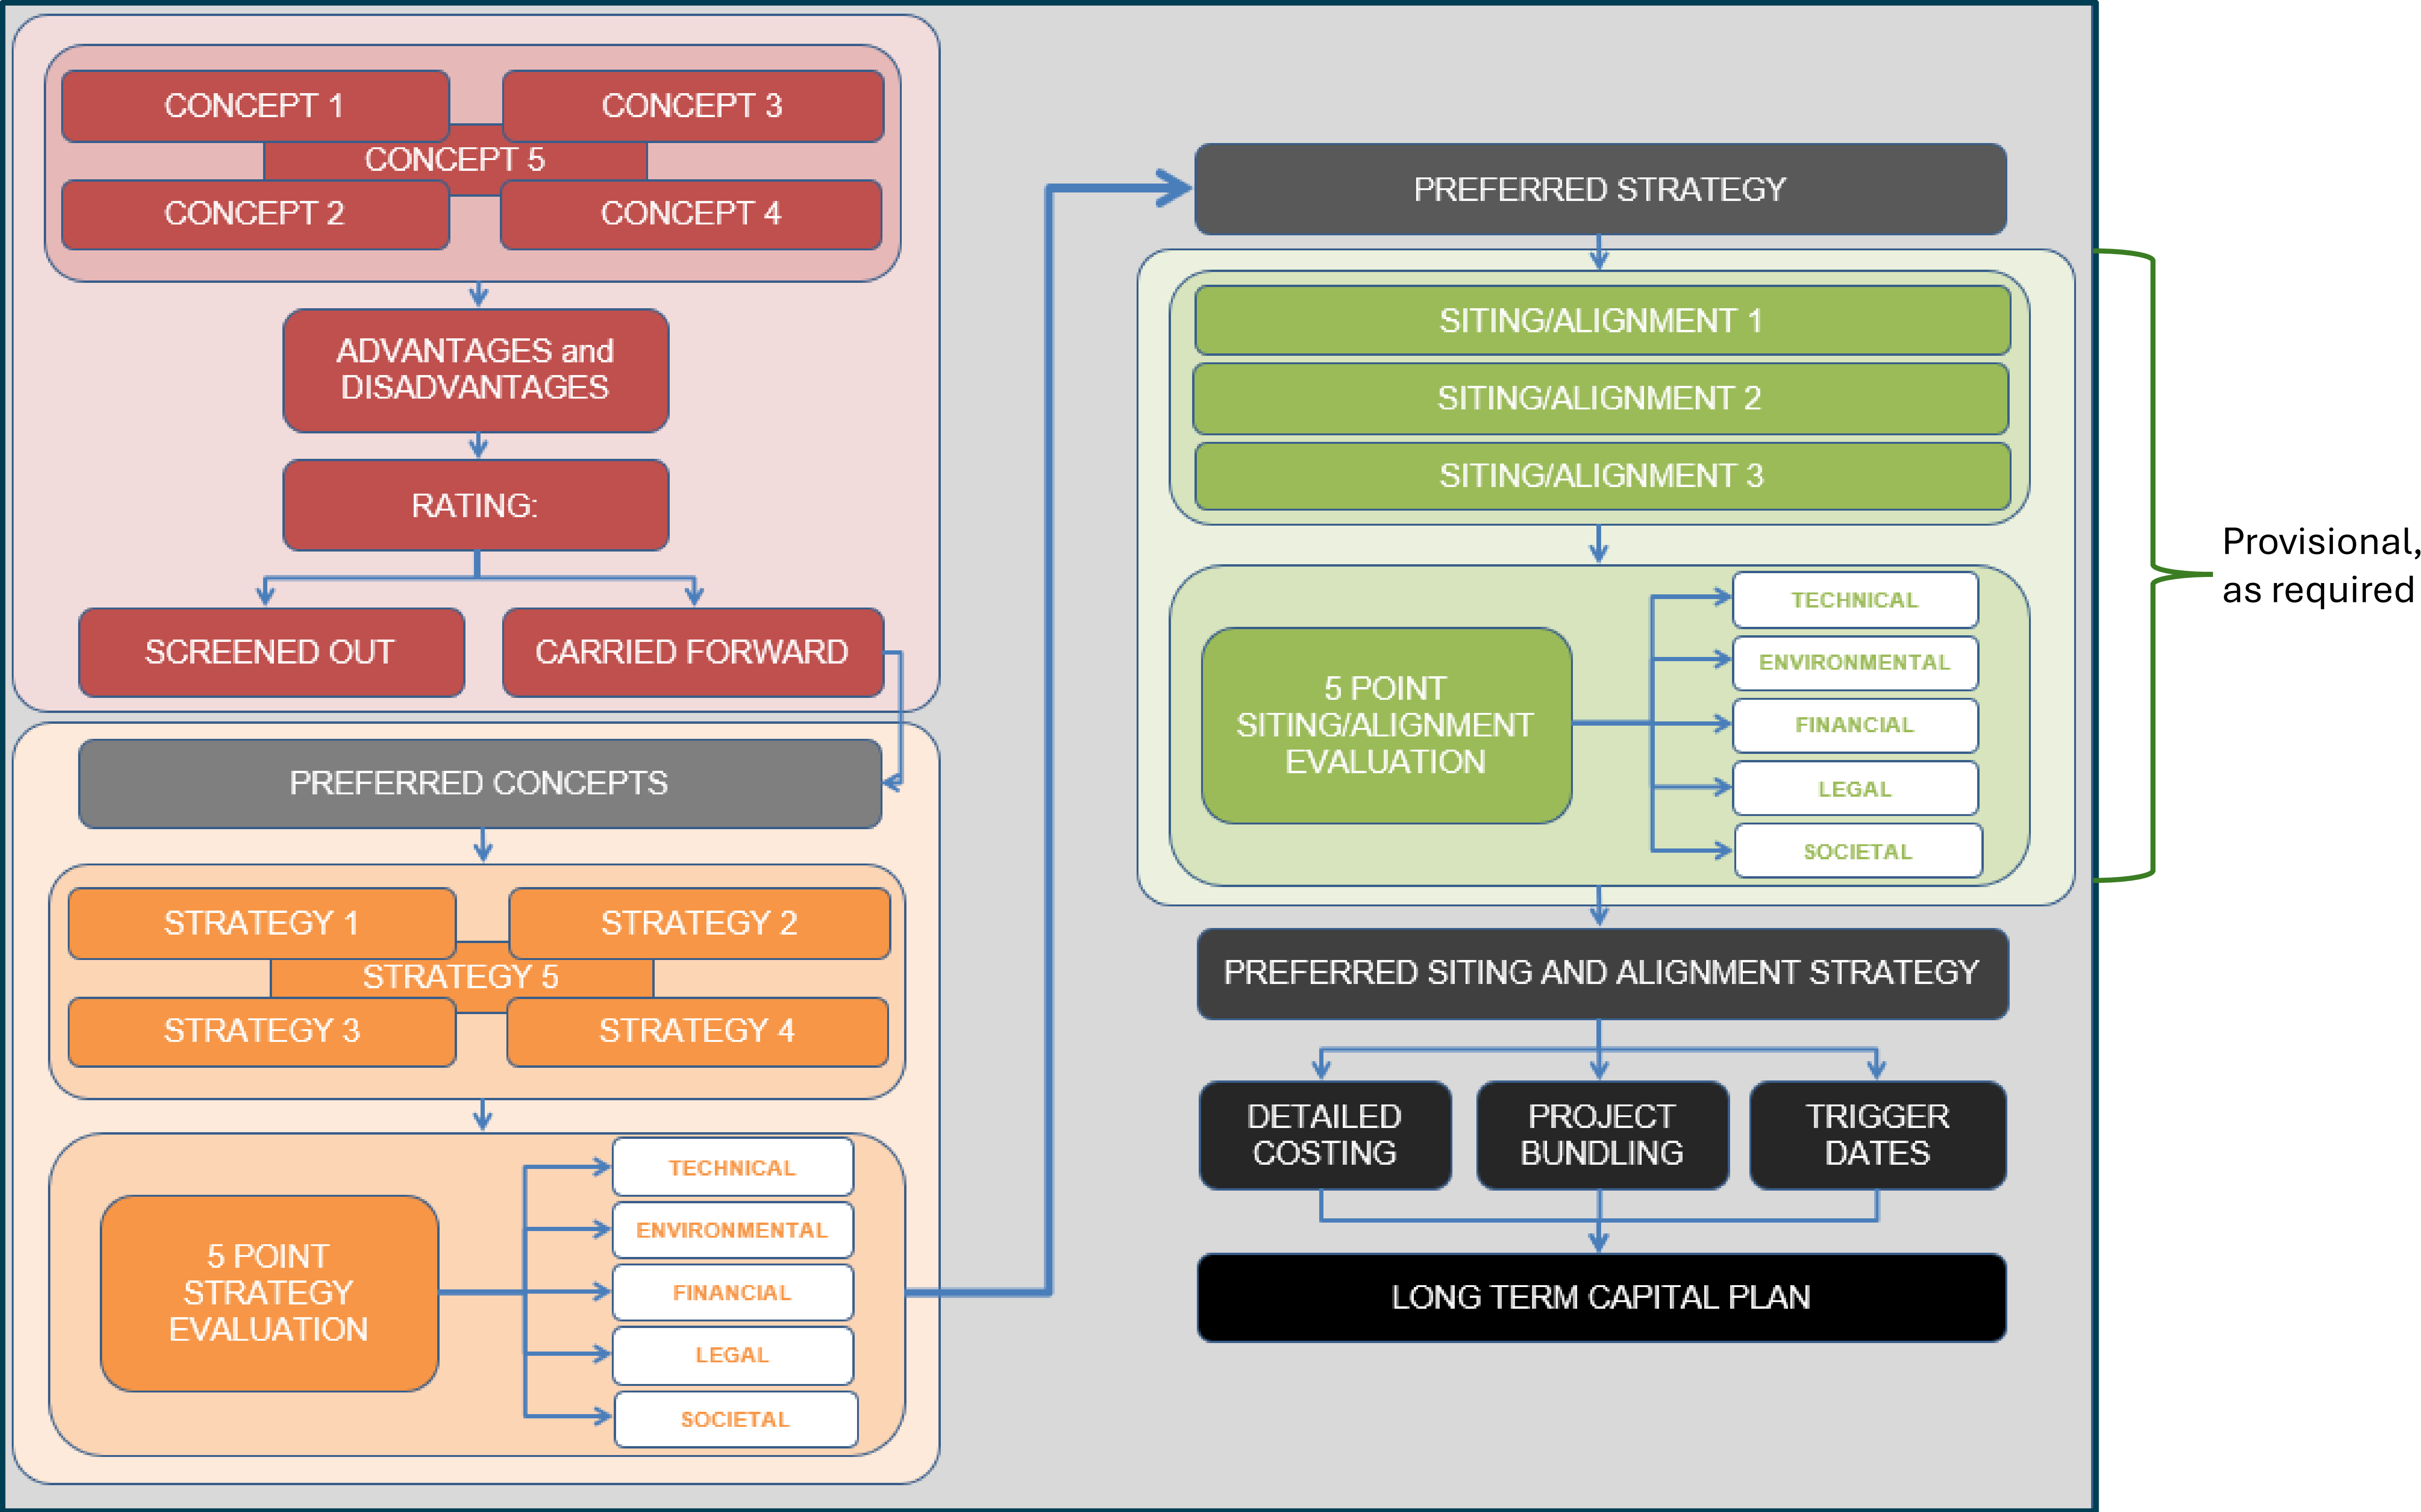 CONCEPT 1
CONCEPT 3
CONCEPT 5
CONCEPT 2
CONCEPT 4
ADVANTAGES and
DISADVANTAGES
RATING:
SCREENED OUT
CARRIED FORWARD
PREFERRED CONCEPTS
STRATEGY 1
STRATEGY 2
STRATEGY 5
STRATEGY 3
STRATEGY 4
5 POINT
STRATEGY
EVALUATION
TECHNICAL
ENVIRONMENTAL
FINANCIAL
LEGAL
SOCIETAL
PREFERRED STRATEGY
SITING/ALIGNMENT 1
SITING/ALIGNMENT 2
SITING/ALIGNMENT 3
5 POINT
SITING/ALIGNMENT
EVALUATION
TECHNICAL
ENVIRONMENTAL
FINANCIAL
LEGAL
SOCIETAL
Provisional,
as required
PREFERRED SITING AND ALIGNMENT STRATEGY
DETAILED
COSTING
PROJECT
BUNDLING
TRIGGER
DATES
LONG TERM CAPITAL PLAN